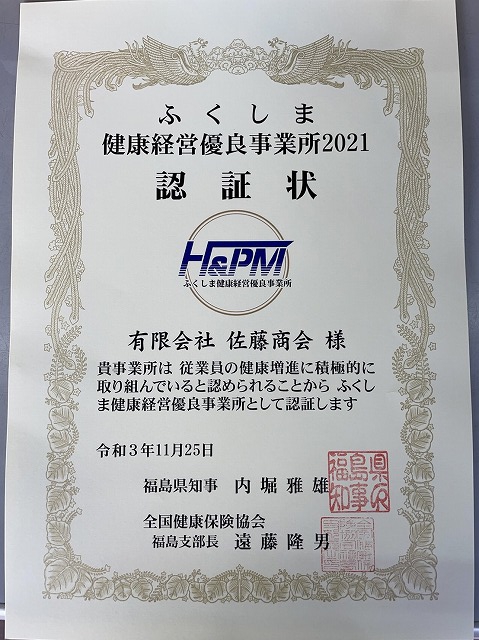 ふくしま
健康経営優良事業所2021
認証状
H&PM
ふくしま健康経営優良事業所
有限会社 佐藤商会 様
貴事業所は 従業員の健康増進に積極的に
取り組んでいると認められることから ふくし
ま健康経営優良事業所として認証します
令和3年11月25日
福島県知事 内堀雅雄
全国健康保険協会
福島支部長 遠藤隆男